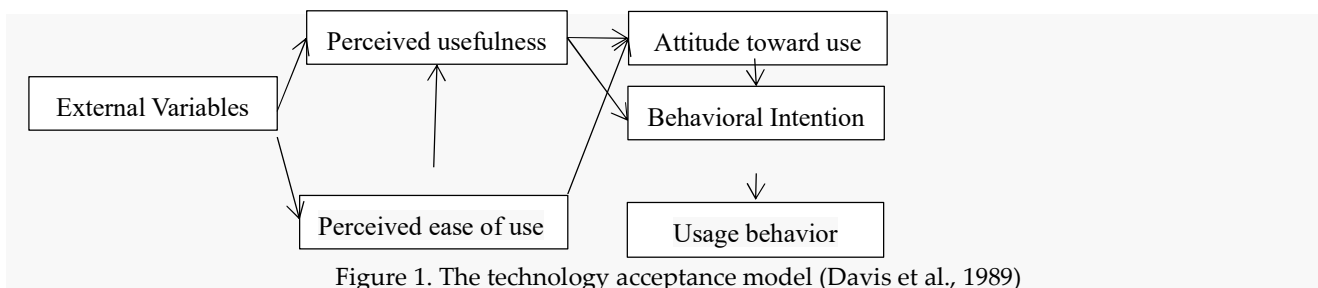 Perceived usefulness
Attitude toward use
External Variables
Behavioral Intention
Perceived ease of use
Usage behavior
Figure 1. The technology acceptance model (Davis et al., 1989)